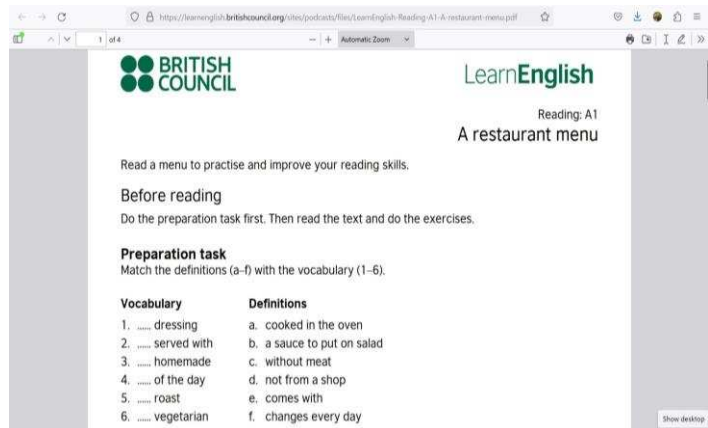 https://learnenglish.britishcouncil.org/sites/podcasts/files/LearnEnglish-Reading-A1-A-restaurant-menu.pdf
1 of 4
Automatic Zoom
BRITISH
COUNCIL
LearnEnglish
Reading: A1
A restaurant menu
Read a menu to practise and improve your reading skills.
Before reading
Do the preparation task first. Then read the text and do the exercises.
Preparation task
Match the definitions (a–f) with the vocabulary (1–6).
Vocabulary Definitions
1. ...... dressing a. cooked in the oven
2. ...... served with b. a sauce to put on salad
3. ...... homemade c. without meat
4. ...... of the day d. not from a shop
5. ...... roast e. comes with
6. ...... vegetarian f. changes every day
Show desktop